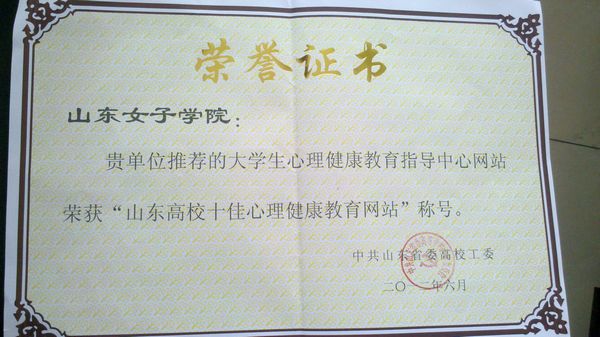 荣誉证书
山东女子学院：
贵单位推荐的大学生心理健康教育指导中心网站
荣获“山东高校十佳心理健康教育网站”称号。
中共山东省委高校工委
二〇一二年六月